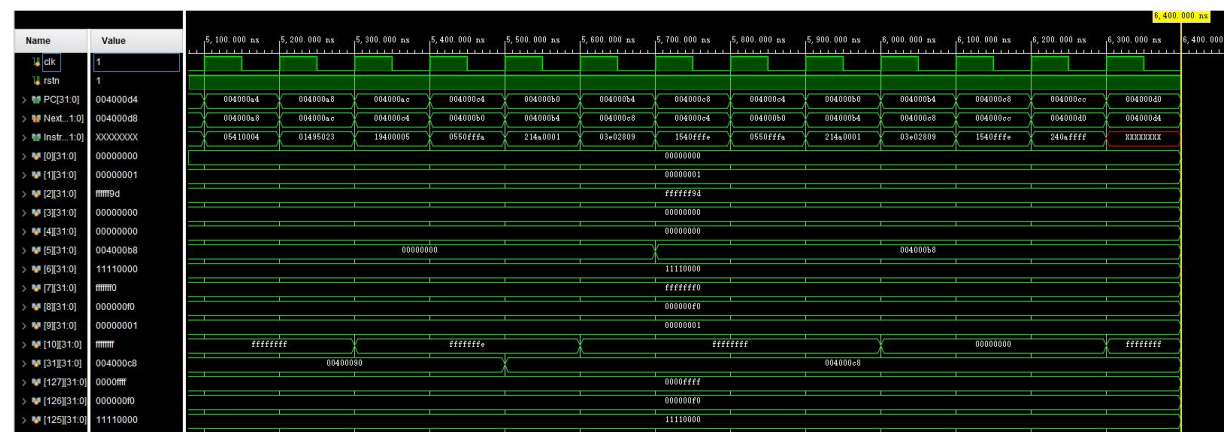 6,400.000 ns
Name Value 5,100.000 ns 5,200.000 ns 5,300.000 ns 5,400.000 ns 5,500.000 ns 5,600.000 ns 5,700.000 ns 5,800.000 ns 5,900.000 ns 6,000.000 ns 6,100.000 ns 6,200.000 ns 6,300.000 ns 6,400.
clk 1
rstn 1
PC[31:0] 004000d4 004000a4 004000a8 004000ac 004000c4 004000b0 004000b4 004000c8 004000c4 004000b0 004000b4 004000c8 004000cc 004000d0
Next...1:0] 004000d8 004000a8 004000ac 004000c4 004000b0 004000b4 004000c8 004000c4 004000b0 004000b4 004000c8 004000cc 004000d0 004000d4
Instr...1:0] XXXXXXXX 05410004 01495023 19400005 0550fffa 214a0001 03e02809 1540fffe 0550fffa 214a0001 03e02809 1540fffe 240affff XXXXXXXX
[0][31:0] 00000000 00000000
[1][31:0] 00000001 00000001
[2][31:0] ffffff9d ffffff9d
[3][31:0] 00000000 00000000
[4][31:0] 00000000 00000000
[5][31:0] 004000b8 00000000 004000b8
[6][31:0] 11110000 11110000
[7][31:0] fffffff0 fffffff0
[8][31:0] 000000f0 000000f0
[9][31:0] 00000001 00000001
[10][31:0] ffffffff ffffffff fffffffe ffffffff 00000000 ffffffff
[31][31:0] 004000c8 00400090 004000c8
[127][31:0] 0000ffff 0000ffff
[126][31:0] 000000f0 000000f0
[125][31:0] 11110000 11110000